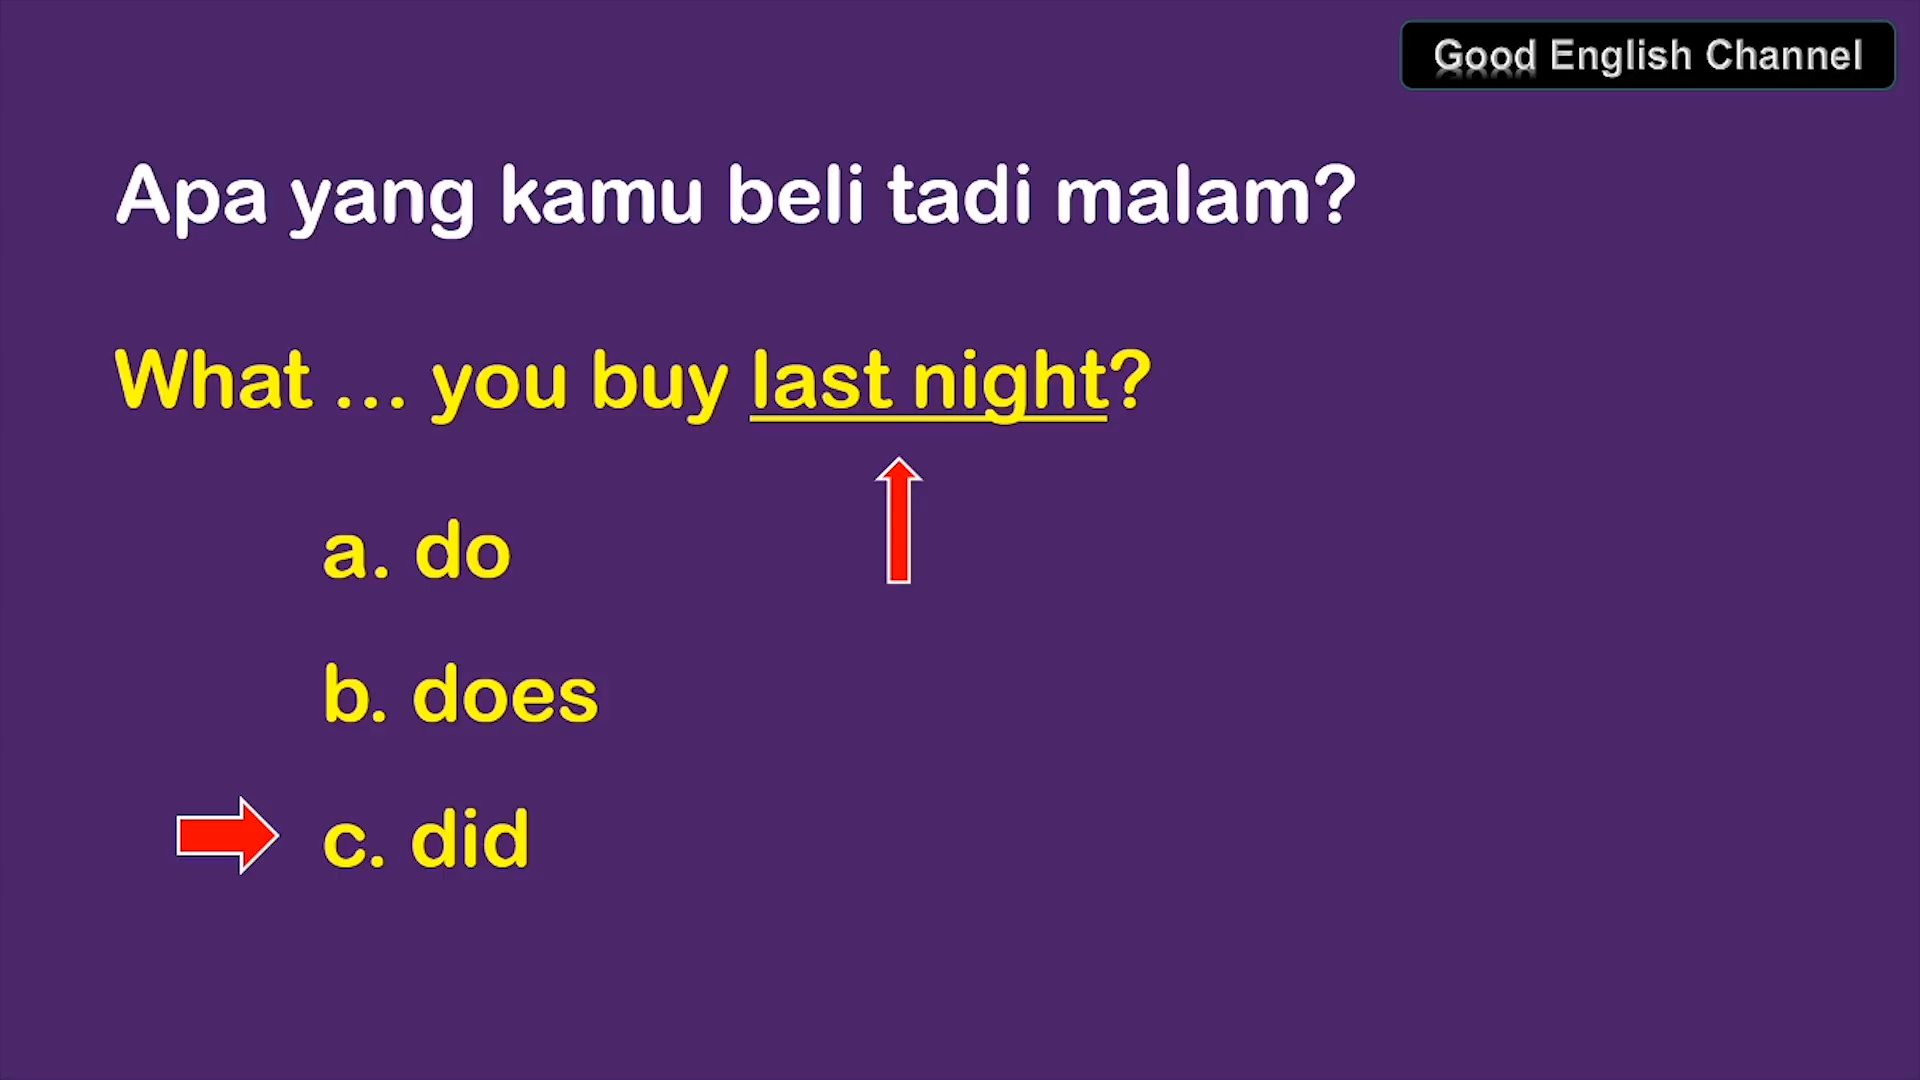 Good English Channel
Apa yang kamu beli tadi malam?
What … you buy last night?
a. do
b. does
c. did